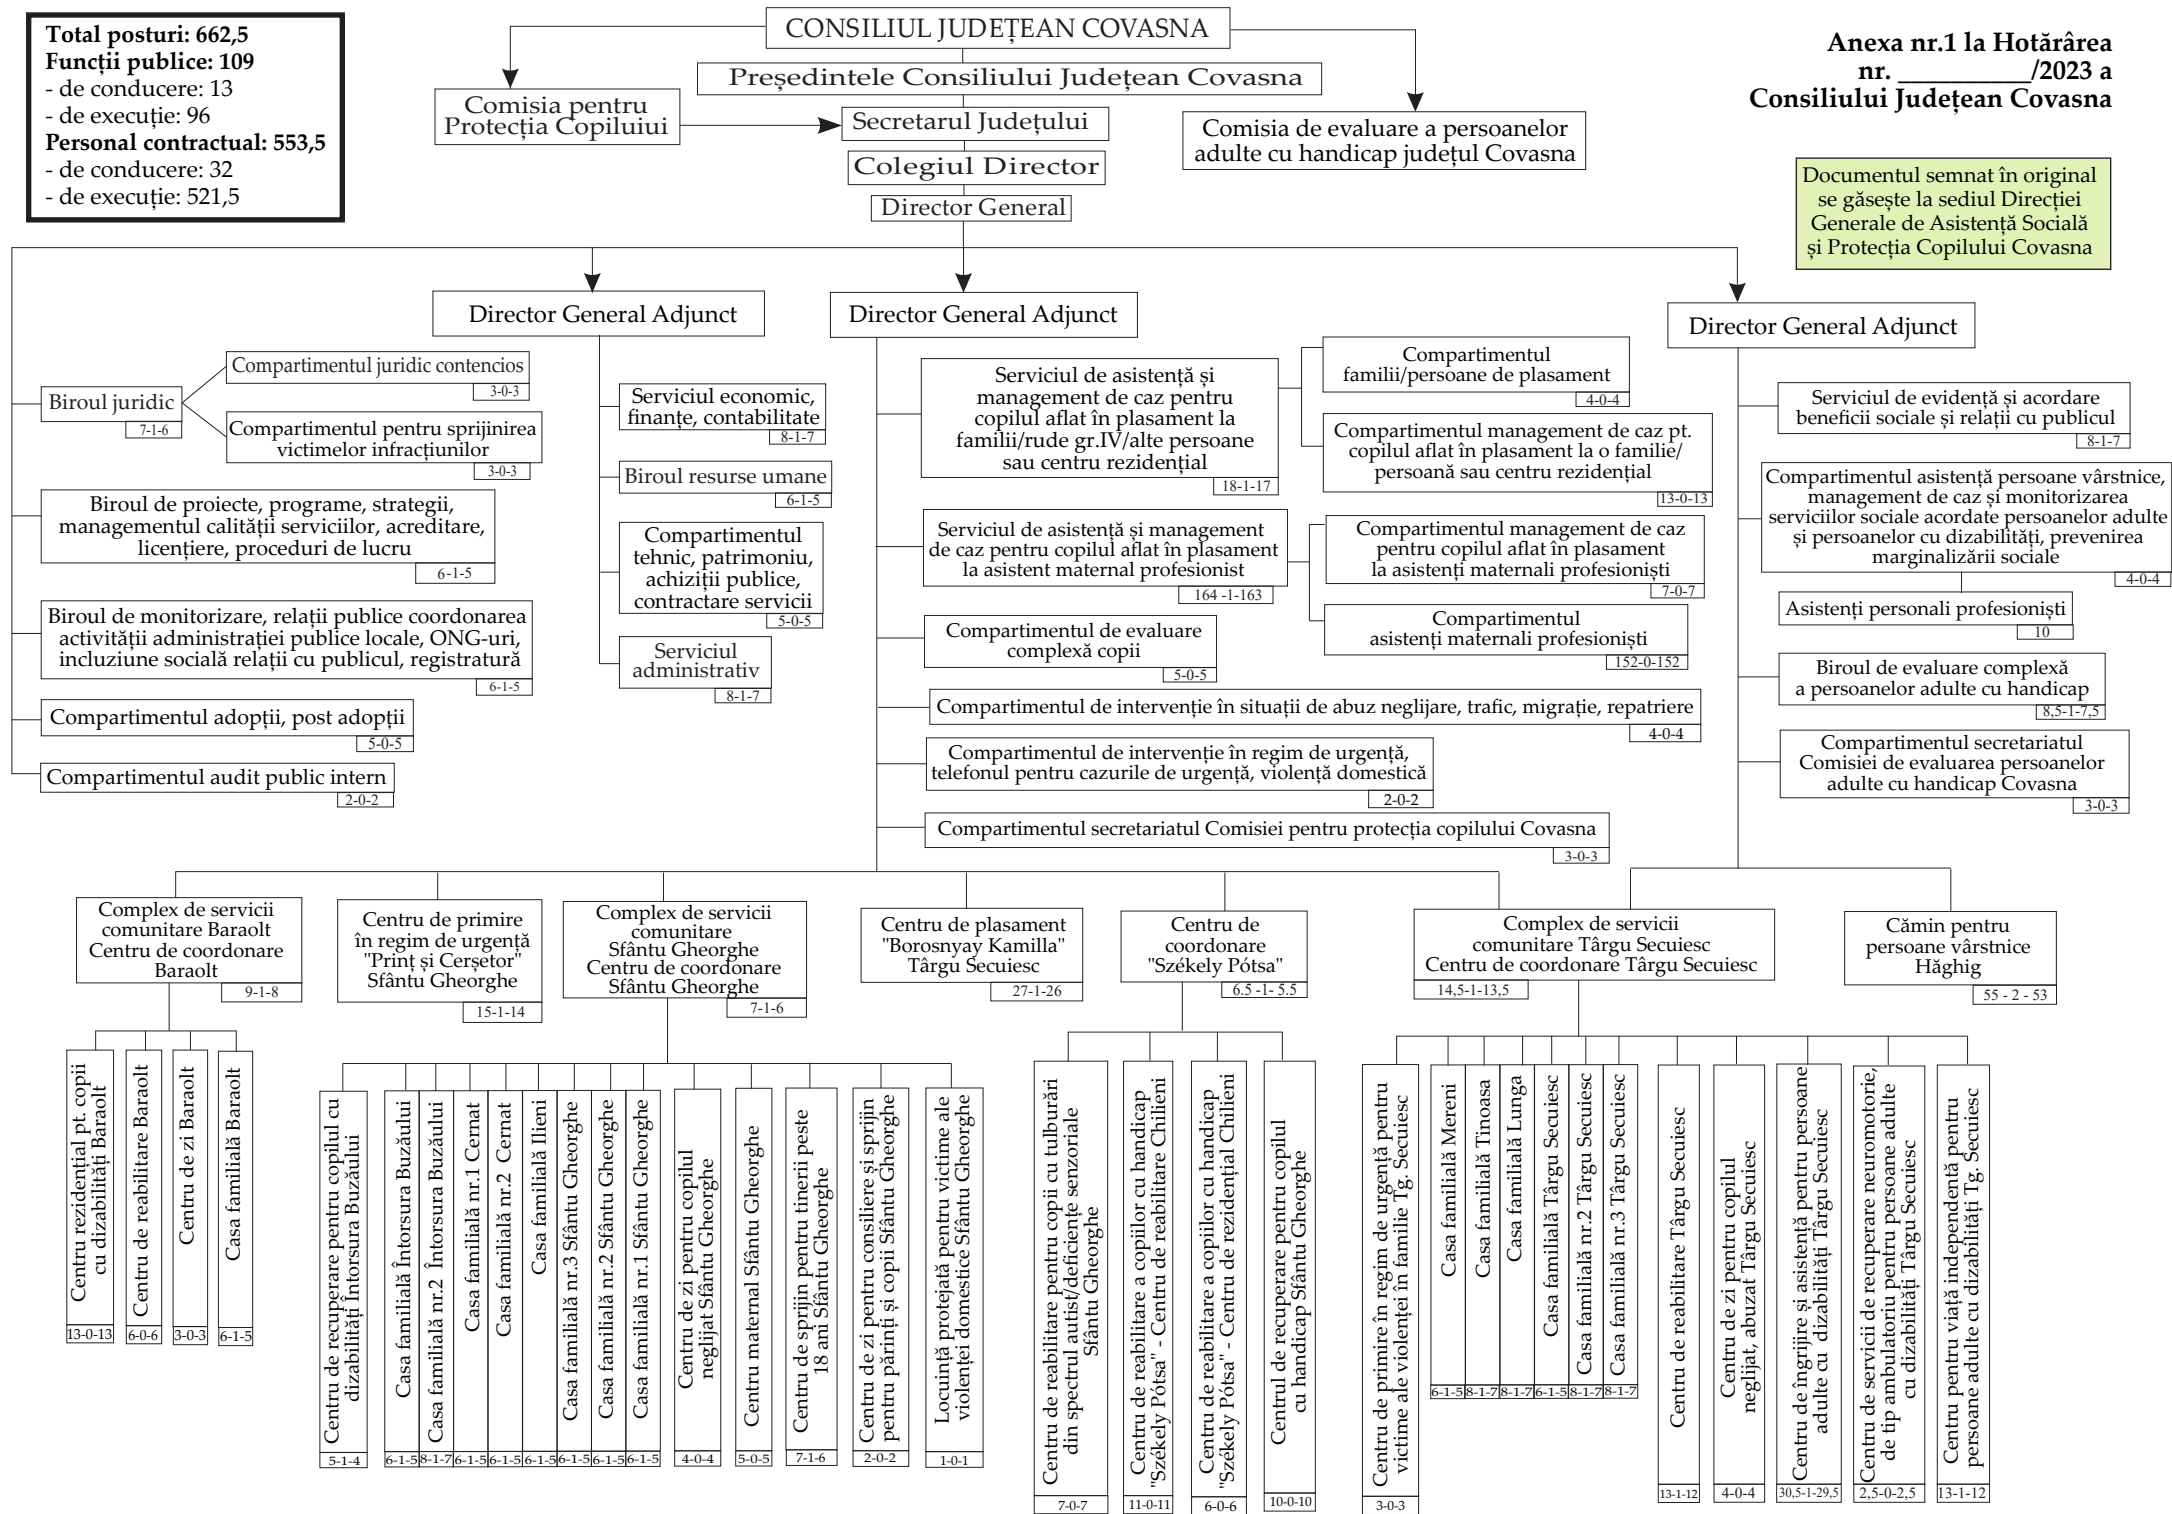 Total posturi: 662,5
Funcții publice: 109
- de conducere: 13
- de execuție: 96
Personal contractual: 553,5
- de conducere: 32
- de execuție: 521,5
CONSILIUL JUDEȚEAN COVASNA
Președintele Consiliului Județean Covasna
Comisia pentru
Protecția Copiluiui
Secretarul Județului
Comisia de evaluare a persoanelor
adulte cu handicap județul Covasna
Colegiul Director
Director General
Anexa nr.1 la Hotărârea
nr. __________/2023 a
Consiliului Județean Covasna
Documentul semnat în original
se găsește la sediul Direcției
Generale de Asistență Socială
și Protecția Copilului Covasna
Biroul juridic
7-1-6
Compartimentul juridic contencios
3-0-3
Compartimentul pentru sprijinirea
victimelor infracțiunilor
3-0-3
Biroul de proiecte, programe, strategii,
managementul calității serviciilor, acreditare,
licențiere, proceduri de lucru
6-1-5
Biroul de monitorizare, relații publice coordonarea
activității administrației publice locale, ONG-uri,
incluziune socială relații cu publicul, registratură
6-1-5
Compartimentul adopții, post adopții
5-0-5
Compartimentul audit public intern
2-0-2
Director General Adjunct
Serviciul economic,
finanțe, contabilitate
8-1-7
Biroul resurse umane
6-1-5
Compartimentul
tehnic, patrimoniu,
achiziții publice,
contractare servicii
5-0-5
Serviciul
administrativ
8-1-7
Director General Adjunct
Serviciul de asistență și
management de caz pentru
copilul aflat în plasament la
familii/rude gr.IV/alte persoane
sau centru rezidențial
18-1-17
Compartimentul
familii/persoane de plasament
4-0-4
Compartimentul management de caz pt.
copilul aflat în plasament la o familie/
persoană sau centru rezidențial
13-0-13
Serviciul de asistență și management
de caz pentru copilul aflat în plasament
la asistent maternal profesionist
164 -1-163
Compartimentul management de caz
pentru copilul aflat în plasament
la asistenți maternali profesioniști
7-0-7
Compartimentul
asistenți maternali profesioniști
152-0-152
Compartimentul de evaluare
complexă copii
5-0-5
Compartimentul de intervenție în situații de abuz neglijare, trafic, migrație, repatriere
4-0-4
Compartimentul de intervenție în regim de urgență,
telefonul pentru cazurile de urgență, violență domestică
2-0-2
Compartimentul secretariatul Comisiei pentru protecția copilului Covasna
3-0-3
Director General Adjunct
Serviciul de evidență și acordare
beneficii sociale și relații cu publicul
8-1-7
Compartimentul asistență persoane vârstnice,
management de caz și monitorizarea
serviciilor sociale acordate persoanelor adulte
și persoanelor cu dizabilități, prevenirea
marginalizării sociale
4-0-4
Asistenți personali profesioniști
10
Biroul de evaluare complexă
a persoanelor adulte cu handicap
8,5-1-7,5
Compartimentul secretariatul
Comisiei de evaluarea persoanelor
adulte cu handicap Covasna
3-0-3
Complex de servicii
comunitare Baraolt
Centru de coordonare
Baraolt
9-1-8
Centru de primire
în regim de urgență
"Prinț și Cerșetor"
Sfântu Gheorghe
15-1-14
Complex de servicii
comunitare
Sfântu Gheorghe
Centru de coordonare
Sfântu Gheorghe
7-1-6
Centru de plasament
"Borosnyay Kamilla"
Târgu Secuiesc
27-1-26
Centru de
coordonare
"Székely Pótsa"
6.5 -1- 5.5
Complex de servicii
comunitare Târgu Secuiesc
Centru de coordonare Târgu Secuiesc
14,5-1-13,5
Cămin pentru
persoane vârstnice
Hăghig
55 - 2 - 53
Centru rezidențial pt. copii
cu dizabilități Baraolt
13-0-13
Centru de reabilitare Baraolt
6-0-6
Centru de zi Baraolt
3-0-3
Casa familială Baraolt
6-1-5
Centru de recuperare pentru copilul cu
dizabilități Întorsura Buzăului
5-1-4
Casa familială Întorsura Buzăului
6-1-5
Casa familială nr.2 Întorsura Buzăului
8-1-7
Casa familială nr.1 Cernat
6-1-5
Casa familială nr.2 Cernat
6-1-5
Casa familială Ilieni
6-1-5
Casa familială nr.3 Sfântu Gheorghe
6-1-5
Casa familială nr.2 Sfântu Gheorghe
6-1-5
Casa familială nr.1 Sfântu Gheorghe
6-1-5
Centru de zi pentru copilul
neglijat Sfântu Gheorghe
4-0-4
Centru maternal Sfântu Gheorghe
5-0-5
Centru de sprijin pentru tinerii peste
18 ani Sfântu Gheorghe
7-1-6
Centru de zi pentru consiliere și sprijin
pentru părinți și copii Sfântu Gheorghe
2-0-2
Locuință protejată pentru victime ale
violenței domestice Sfântu Gheorghe
1-0-1
Centru de reabilitare pentru copii cu tulburări
din spectrul autist/deficiențe senzoriale
Sfântu Gheorghe
7-0-7
Centru de reabilitare a copiilor cu handicap
"Székely Pótsa" - Centru de reabilitare Chilieni
11-0-11
Centru de reabilitare a copiilor cu handicap
"Székely Pótsa" - Centru de rezidențial Chilieni
6-0-6
Centrul de recuperare pentru copilul
cu handicap Sfântu Gheorghe
10-0-10
Centru de primire în regim de urgență pentru
victime ale violenței în familie Tg. Secuiesc
3-0-3
Casa familială Mereni
6-1-5
Casa familială Tinoasa
8-1-7
Casa familială Lunga
8-1-7
Casa familială Târgu Secuiesc
6-1-5
Casa familială nr.2 Târgu Secuiesc
8-1-7
Casa familială nr.3 Târgu Secuiesc
8-1-7
Centru de reabilitare Târgu Secuiesc
13-1-12
Centru de zi pentru copilul
neglijat, abuzat Târgu Secuiesc
4-0-4
Centru de îngrijire și asistență pentru persoane
adulte cu dizabilități Târgu Secuiesc
30,5-1-29,5
Centru de servicii de recuperare neuromotorie,
de tip ambulatoriu pentru persoane adulte
cu dizabilități Târgu Secuiesc
2,5-0-2,5
Centru pentru viață independentă pentru
persoane adulte cu dizabilități Tg. Secuiesc
13-1-12